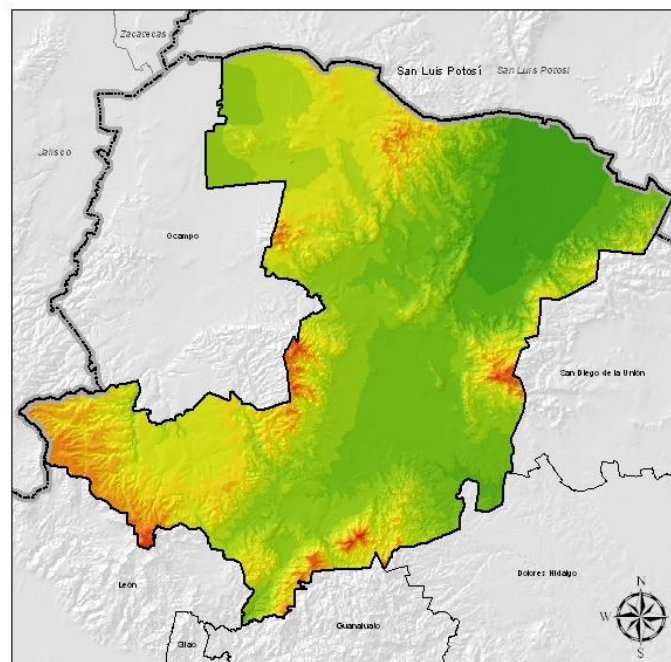 Zacatecas
San Luis Potosí
San Luis Potosí
Jalisco
Ocampo
San Diego de la Unión
León
Dolores Hidalgo
Guanajuato
Silao
N
W
E
S